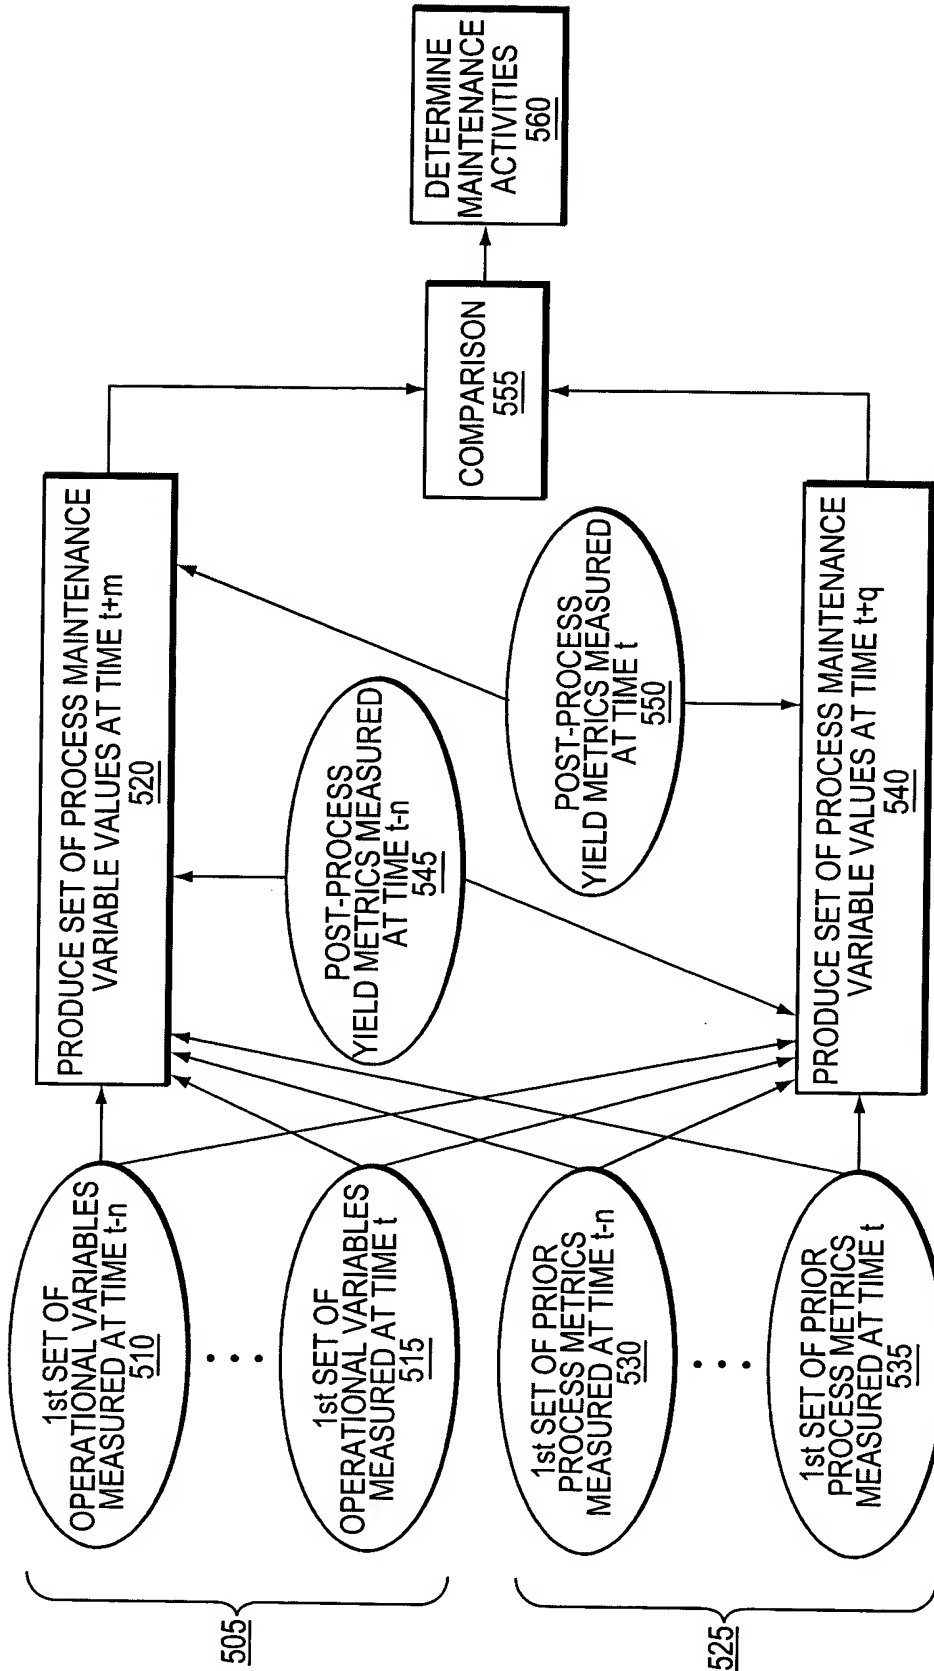 505
1st SET OF
OPERATIONAL VARIABLES
MEASURED AT TIME t-n
510
1st SET OF
OPERATIONAL VARIABLES
MEASURED AT TIME t
515
525
1st SET OF PRIOR
PROCESS METRICS
MEASURED AT TIME t-n
530
1st SET OF PRIOR
PROCESS METRICS
MEASURED AT TIME t
535
PRODUCE SET OF PROCESS MAINTENANCE
VARIABLE VALUES AT TIME t+m
520
POST-PROCESS
YIELD METRICS MEASURED
AT TIME t-n
545
POST-PROCESS
YIELD METRICS MEASURED
AT TIME t
550
PRODUCE SET OF PROCESS MAINTENANCE
VARIABLE VALUES AT TIME t+q
540
COMPARISON
555
DETERMINE
MAINTENANCE
ACTIVITIES
560